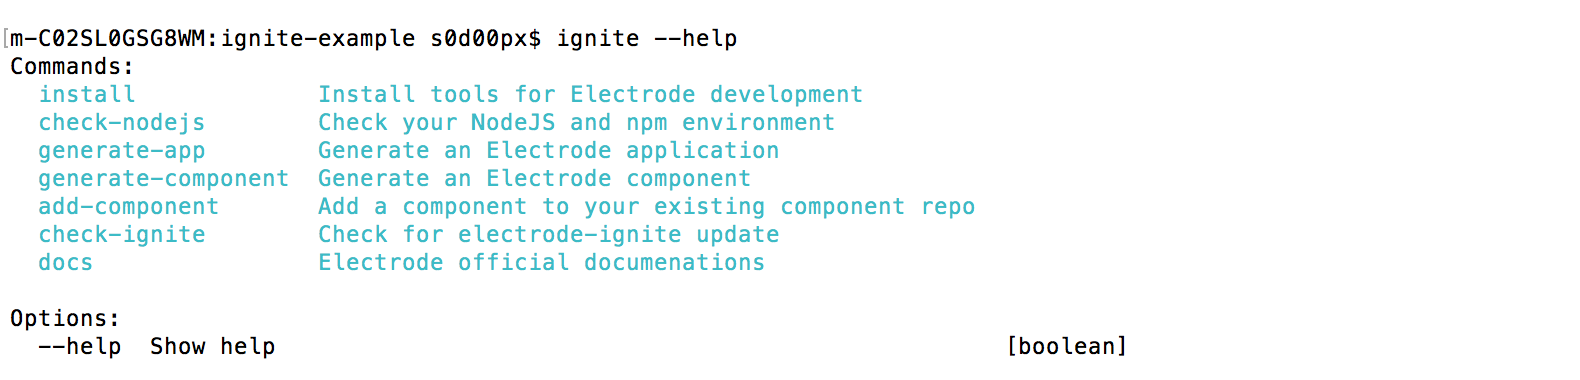 [m-C02SL0GSG8WM:ignite-example s0d00px$ ignite --help
Commands:
  install             Install tools for Electrode development
  check-nodejs        Check your NodeJS and npm environment
  generate-app        Generate an Electrode application
  generate-component  Generate an Electrode component
  add-component       Add a component to your existing component repo
  check-ignite        Check for electrode-ignite update
  docs                Electrode official documenations

Options:
  --help  Show help                                                    [boolean]